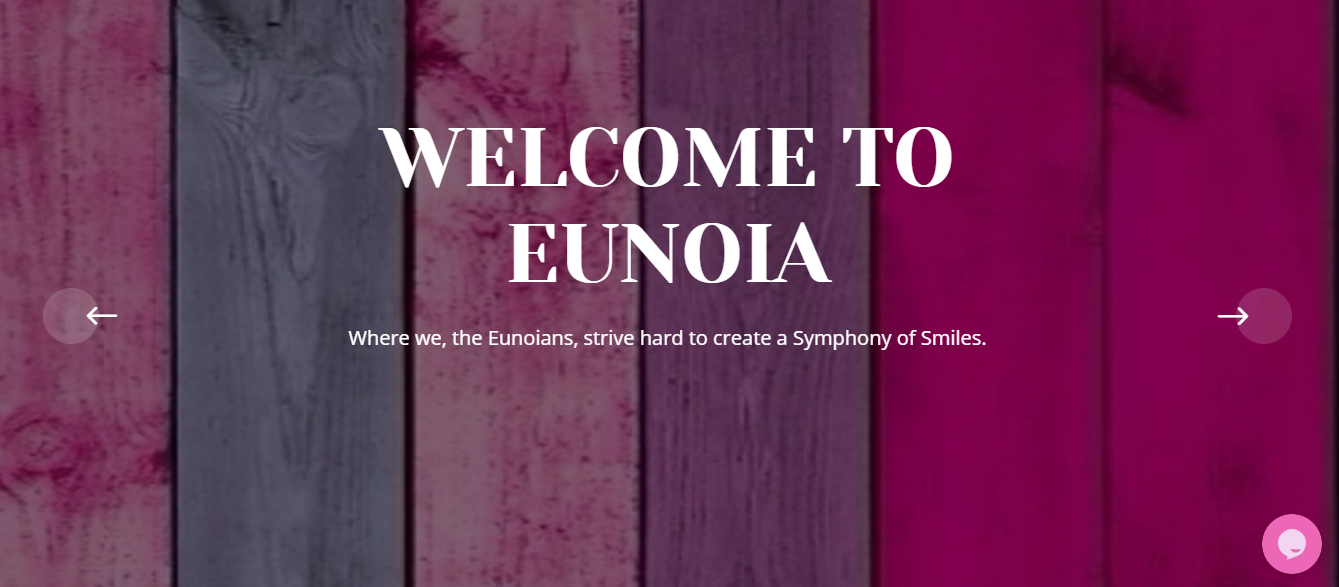 WELCOME TO
EUNOIA
Where we, the Eunoians, strive hard to create a Symphony of Smiles.